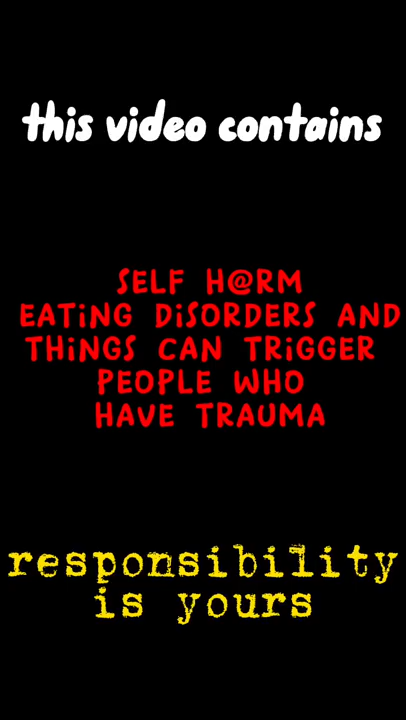 this video contains
SELF H@RM
EATiNG DiSORDERS AND
THiNGS CAN TRiGGER
PEOPLE WHO
HAVE TRAUMA
responsibility
is yours